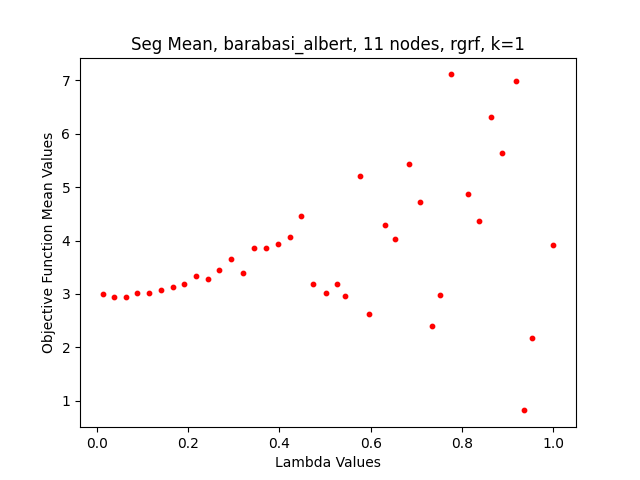 Seg Mean, barabasi_albert, 11 nodes, rgrf, k=1
Objective Function Mean Values
7
6
5
4
3
2
1
0.0 0.2 0.4 0.6 0.8 1.0
Lambda Values